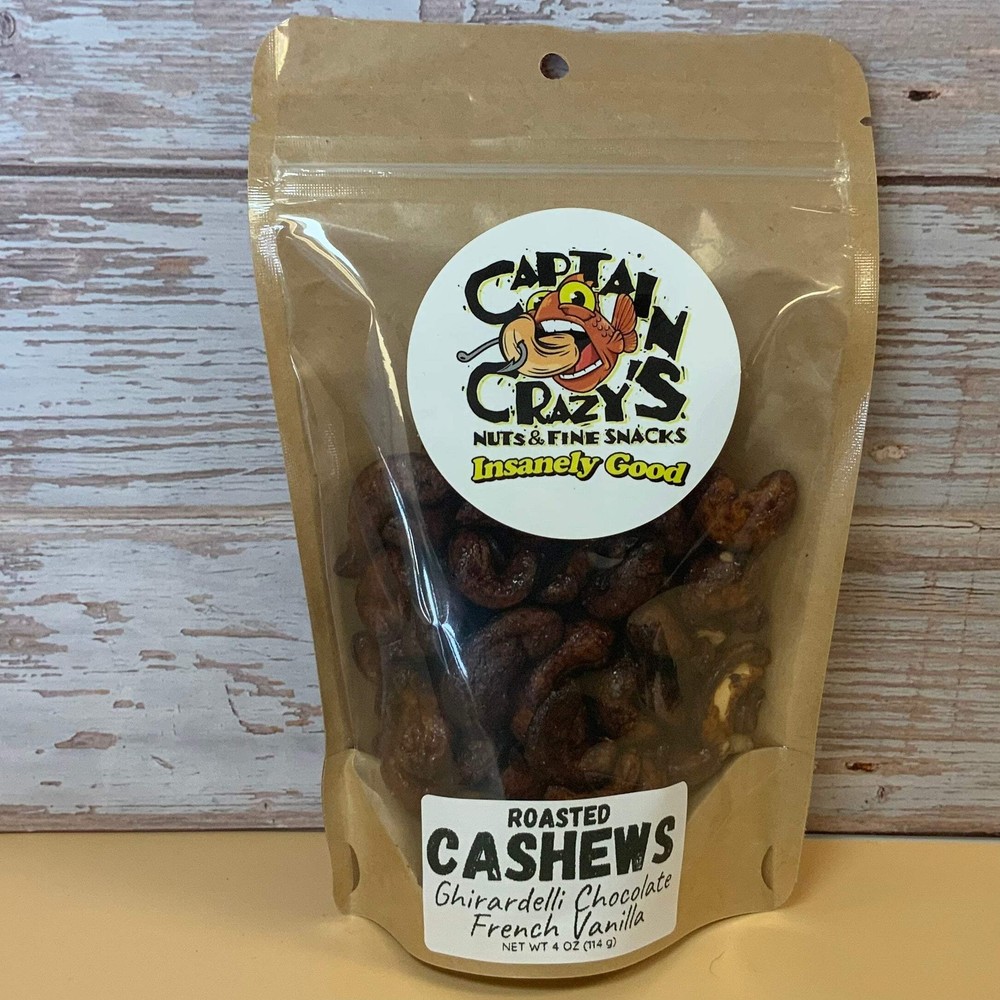 CAPTAIN
CRAZY'S
NUTS & FINE SNACKS
Insanely Good
ROASTED
CASHEWS
Ghirardelli Chocolate
French Vanilla
NET WT 4 OZ (114 g)